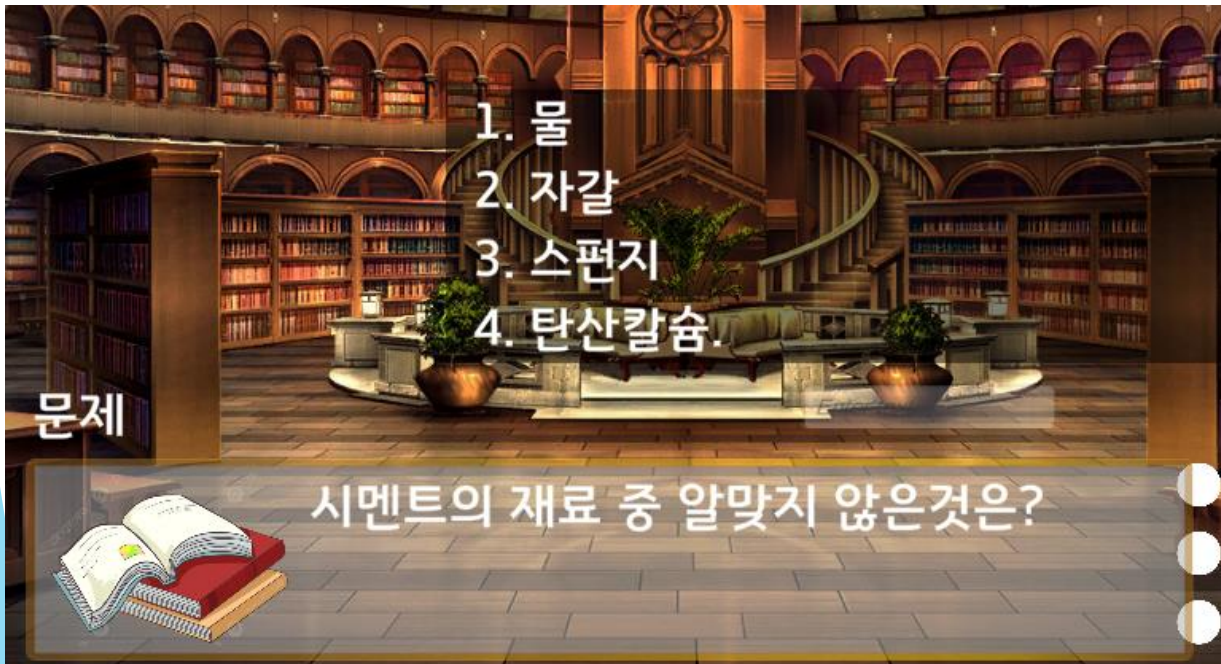 1. 물
2. 자갈
3. 스펀지
4. 탄산칼슘.
문제
시멘트의 재료 중 알맞지 않은것은?